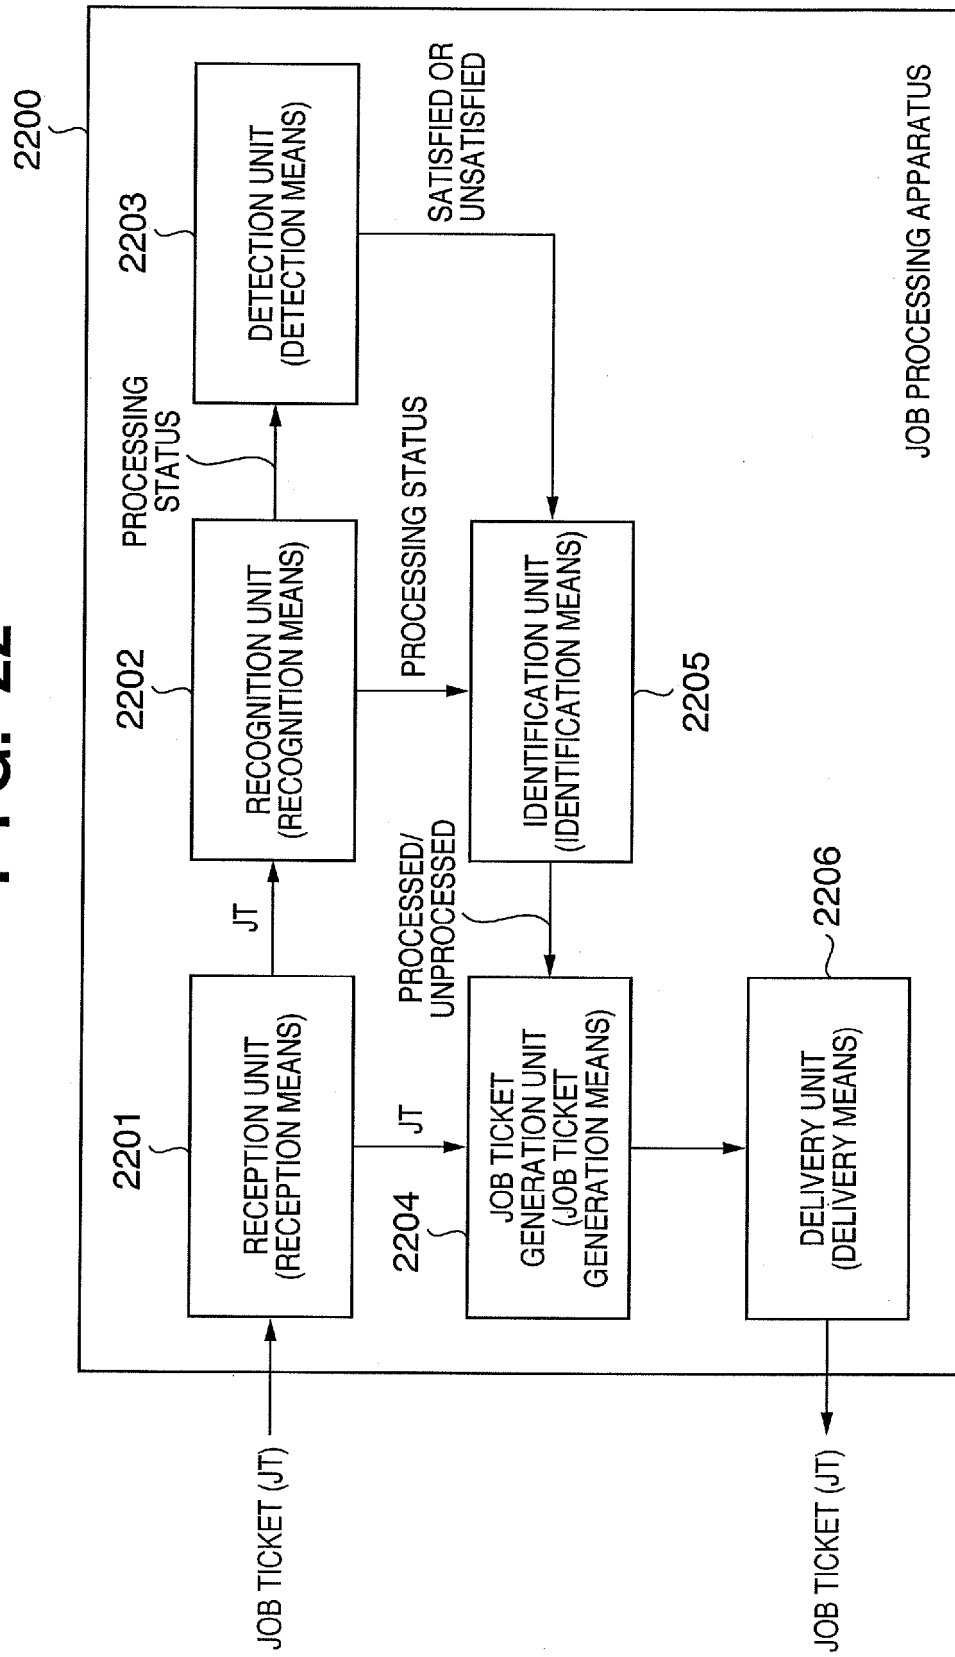 2200
2201
2202
2203
JOB TICKET (JT)
RECEPTION UNIT
(RECEPTION MEANS)
JT
RECOGNITION UNIT
(RECOGNITION MEANS)
PROCESSING
STATUS
DETECTION UNIT
(DETECTION MEANS)
JT
PROCESSING STATUS
SATISFIED OR
UNSATISFIED
2204
JOB TICKET
GENERATION UNIT
(JOB TICKET
GENERATION MEANS)
PROCESSED/
UNPROCESSED
IDENTIFICATION UNIT
(IDENTIFICATION MEANS)
2205
JOB TICKET (JT)
DELIVERY UNIT
(DELIVERY MEANS)
2206
JOB PROCESSING APPARATUS